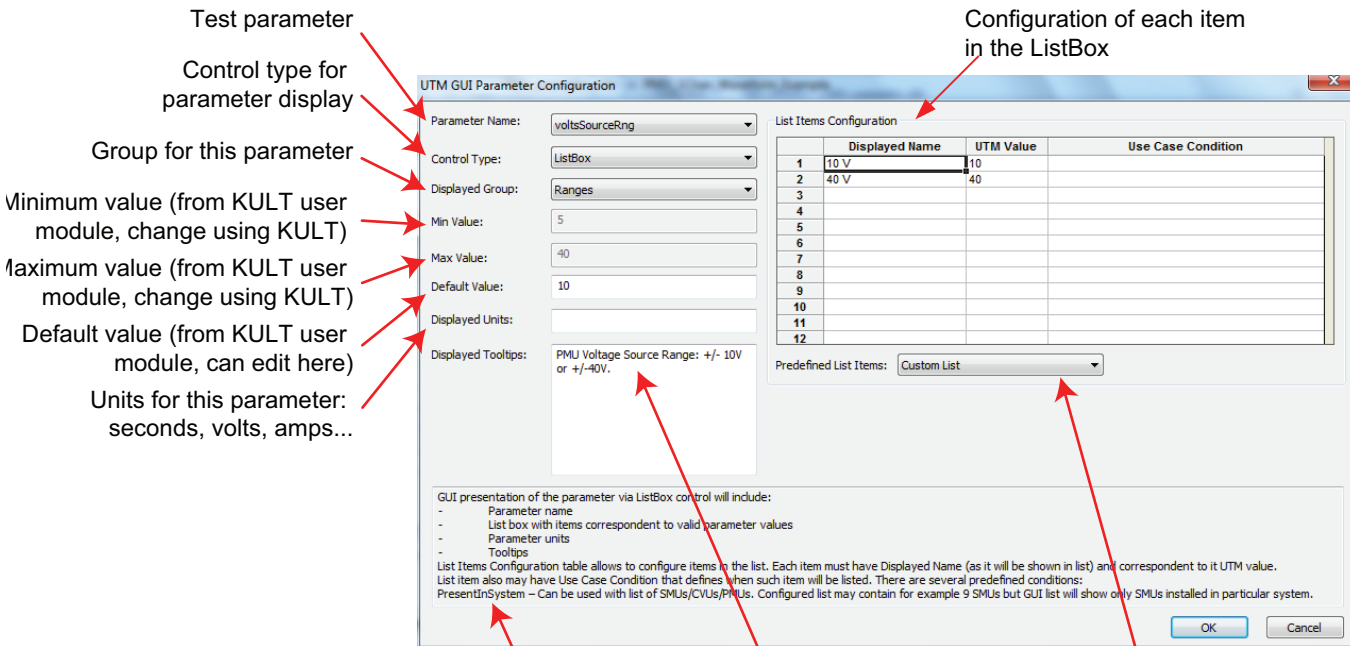 Test parameter
Configuration of each item
in the ListBox
Control type for
parameter display
Group for this parameter
Minimum value (from KULT user
module, change using KULT)
Maximum value (from KULT user
module, change using KULT)
Default value (from KULT user
module, can edit here)
Units for this parameter:
seconds, volts, amps...
UTM GUI Parameter Configuration
Parameter Name: voltsSourceRng
Control Type: ListBox
Displayed Group: Ranges
Min Value: 5
Max Value: 40
Default Value: 10
Displayed Units:
Displayed Tooltips: PMU Voltage Source Range: +/- 10V
or +/-40V.
List Items Configuration
Displayed Name UTM Value Use Case Condition
1 10 V 10
2 40 V 40
3
4
5
6
7
8
9
10
11
12
Predefined List Items: Custom List
GUI presentation of the parameter via ListBox control will include:
- Parameter name
- List box with items correspondent to valid parameter values
- Parameter units
- Tooltips
List Items Configuration table allows to configure items in the list. Each item must have Displayed Name (as it will be shown in list) and correspondent to it UTM value.
List item also may have Use Case Condition that defines when such item will be listed. There are several predefined conditions:
PresentInSystem – Can be used with list of SMUs/CVUs/PMUs. Configured list may contain for example 9 SMUs but GUI list will show only SMUs installed in particular system.
OK Cancel